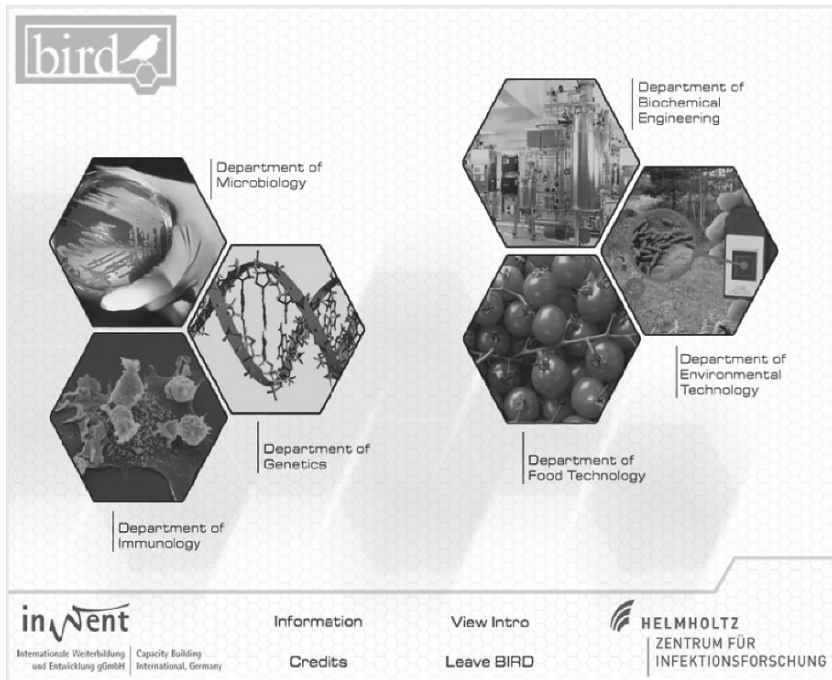 bird
Department of
Biochemical
Engineering
Department of
Microbiology
Department of
Environmental
Technology
Department of
Genetics
Department of
Food Technology
Department of
Immunology
inWent
Internationale Weiterbildung
und Entwicklung gGmbH
Capacity Building
International, Germany
Information
View Intro
Credits
Leave BIRD
HELMHOLTZ
ZENTRUM FÜR
INFEKTIONSFORSCHUNG